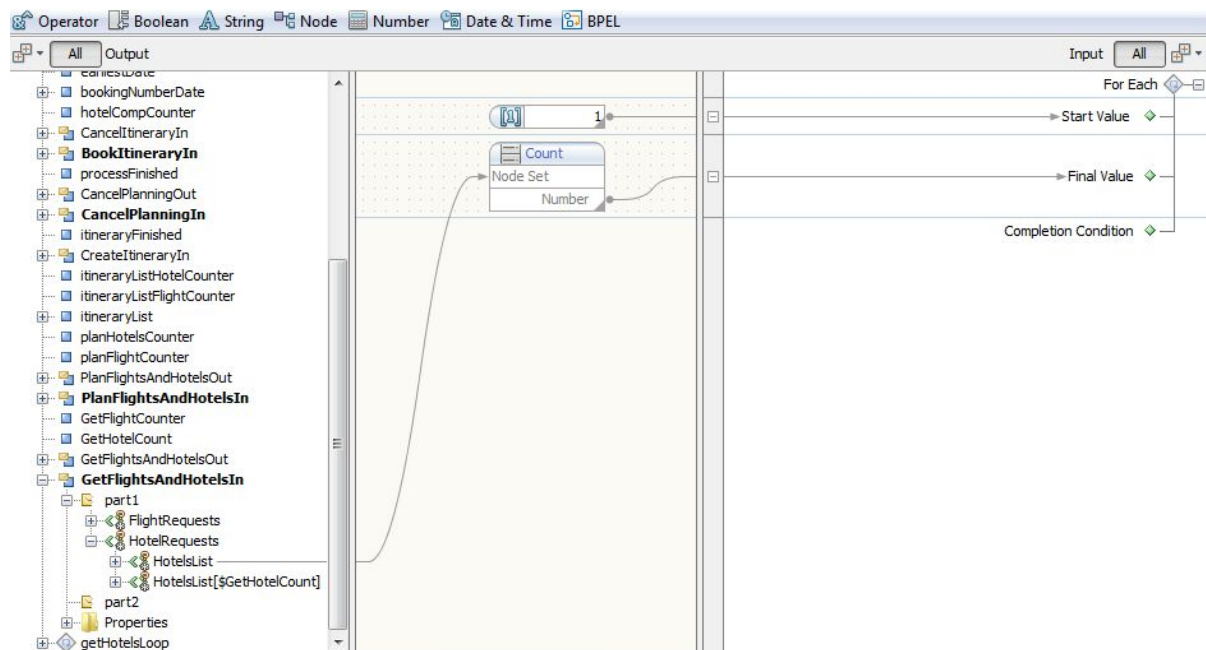 Operator Boolean String Node Number Date & Time BPEL
All Output
Input All
earliestDate
bookingNumberDate
hotelCompCounter
CancelItineraryIn
BookItineraryIn
processFinished
CancelPlanningOut
CancelPlanningIn
itineraryFinished
CreateItineraryIn
itineraryListHotelCounter
itineraryListFlightCounter
itineraryList
planHotelsCounter
planFlightCounter
PlanFlightsAndHotelsOut
PlanFlightsAndHotelsIn
GetFlightCounter
GetHotelCount
GetFlightsAndHotelsOut
GetFlightsAndHotelsIn
part1
FlightRequests
HotelRequests
HotelsList
HotelsList[$GetHotelCount]
part2
Properties
getHotelsLoop
[1] 1
Count
Node Set
Number
For Each
Start Value
Final Value
Completion Condition